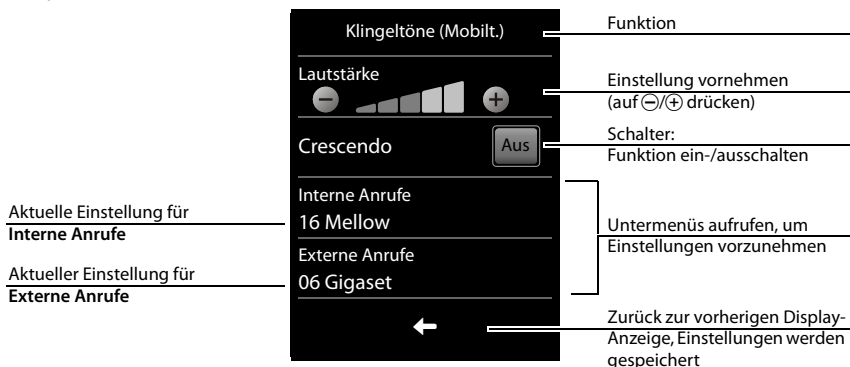 Klingeltöne (Mobilt.)
Lautstärke
Crescendo
Aus
Interne Anrufe
16 Mellow
Externe Anrufe
06 Gigaset
Aktuelle Einstellung für
Interne Anrufe
Aktueller Einstellung für
Externe Anrufe
Funktion
Einstellung vornehmen
(auf ⊖/⊕ drücken)
Schalter:
Funktion ein-/ausschalten
Untermenüs aufrufen, um
Einstellungen vorzunehmen
Zurück zur vorherigen Display-
Anzeige, Einstellungen werden
gespeichert